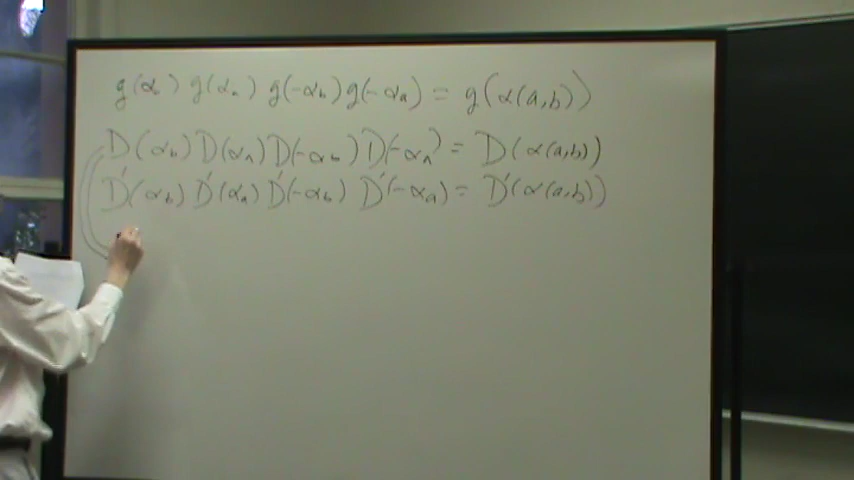 g(α_b) g(α_a) g(-α_b) g(-α_a) = g(α(a,b))
D(α_b) D(α_a) D(-α_b) D(-α_a) = D(α(a,b))
D'(α_b) D'(α_a) D'(-α_b) D'(-α_a) = D'(α(a,b))